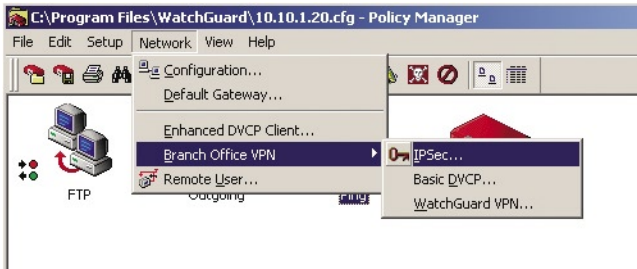 C:\Program Files\WatchGuard\10.10.1.20.cfg - Policy Manager
File Edit Setup Network View Help
Configuration...
Default Gateway...
Enhanced DVCP Client...
Branch Office VPN
IPSec...
Remote User...
Basic DVCP...
WatchGuard VPN...
FTP
Outgoing
Ping